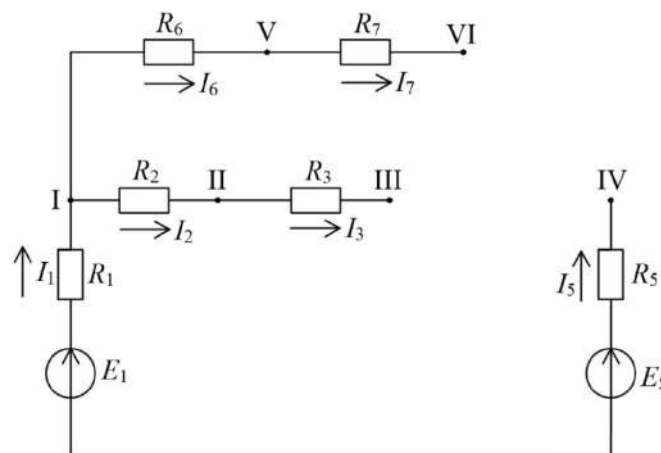 R6 V R7 VI
I6 I7
I R2 II R3 III IV
I2 I3
I1 R1 I5 R5
E1